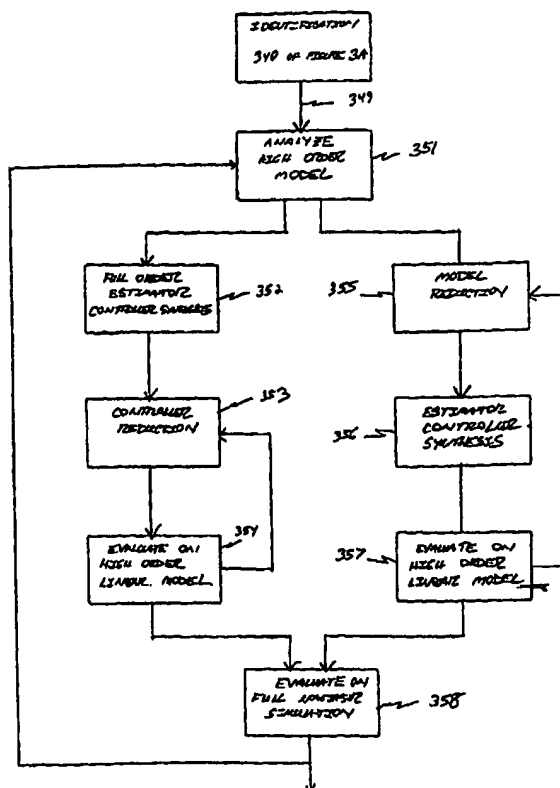 IDENTIFICATION
340 OF FIGURE 3A
349
ANALYZE
HIGH ORDER
MODEL
351
FULL ORDER
ESTIMATOR
CONTROLLER SYNTHESIS
352
355
MODEL
REDUCTION
CONTROLLER
REDUCTION
353
356
ESTIMATOR
CONTROLLER
SYNTHESIS
EVALUATE ON
HIGH ORDER
LINEAR MODEL
354
357
EVALUATE ON
HIGH ORDER
LINEAR MODEL
EVALUATE ON
FULL
SIMULATION
358